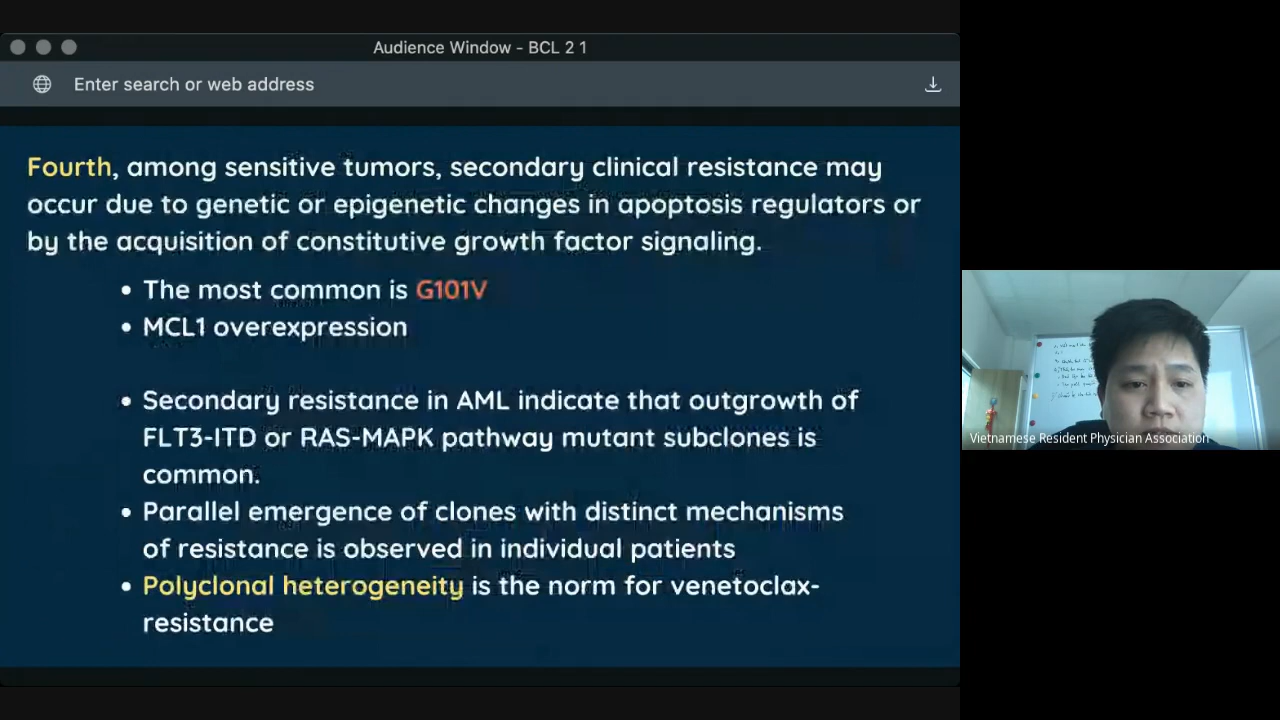 Audience Window - BCL 2 1
Enter search or web address
Fourth, among sensitive tumors, secondary clinical resistance may
occur due to genetic or epigenetic changes in apoptosis regulators or
by the acquisition of constitutive growth factor signaling.
• The most common is G101V
• MCL1 overexpression
• Secondary resistance in AML indicate that outgrowth of
FLT3-ITD or RAS-MAPK pathway mutant subclones is
common.
• Parallel emergence of clones with distinct mechanisms
of resistance is observed in individual patients
• Polyclonal heterogeneity is the norm for venetoclax-
resistance
Vietnamese Resident Physician Association